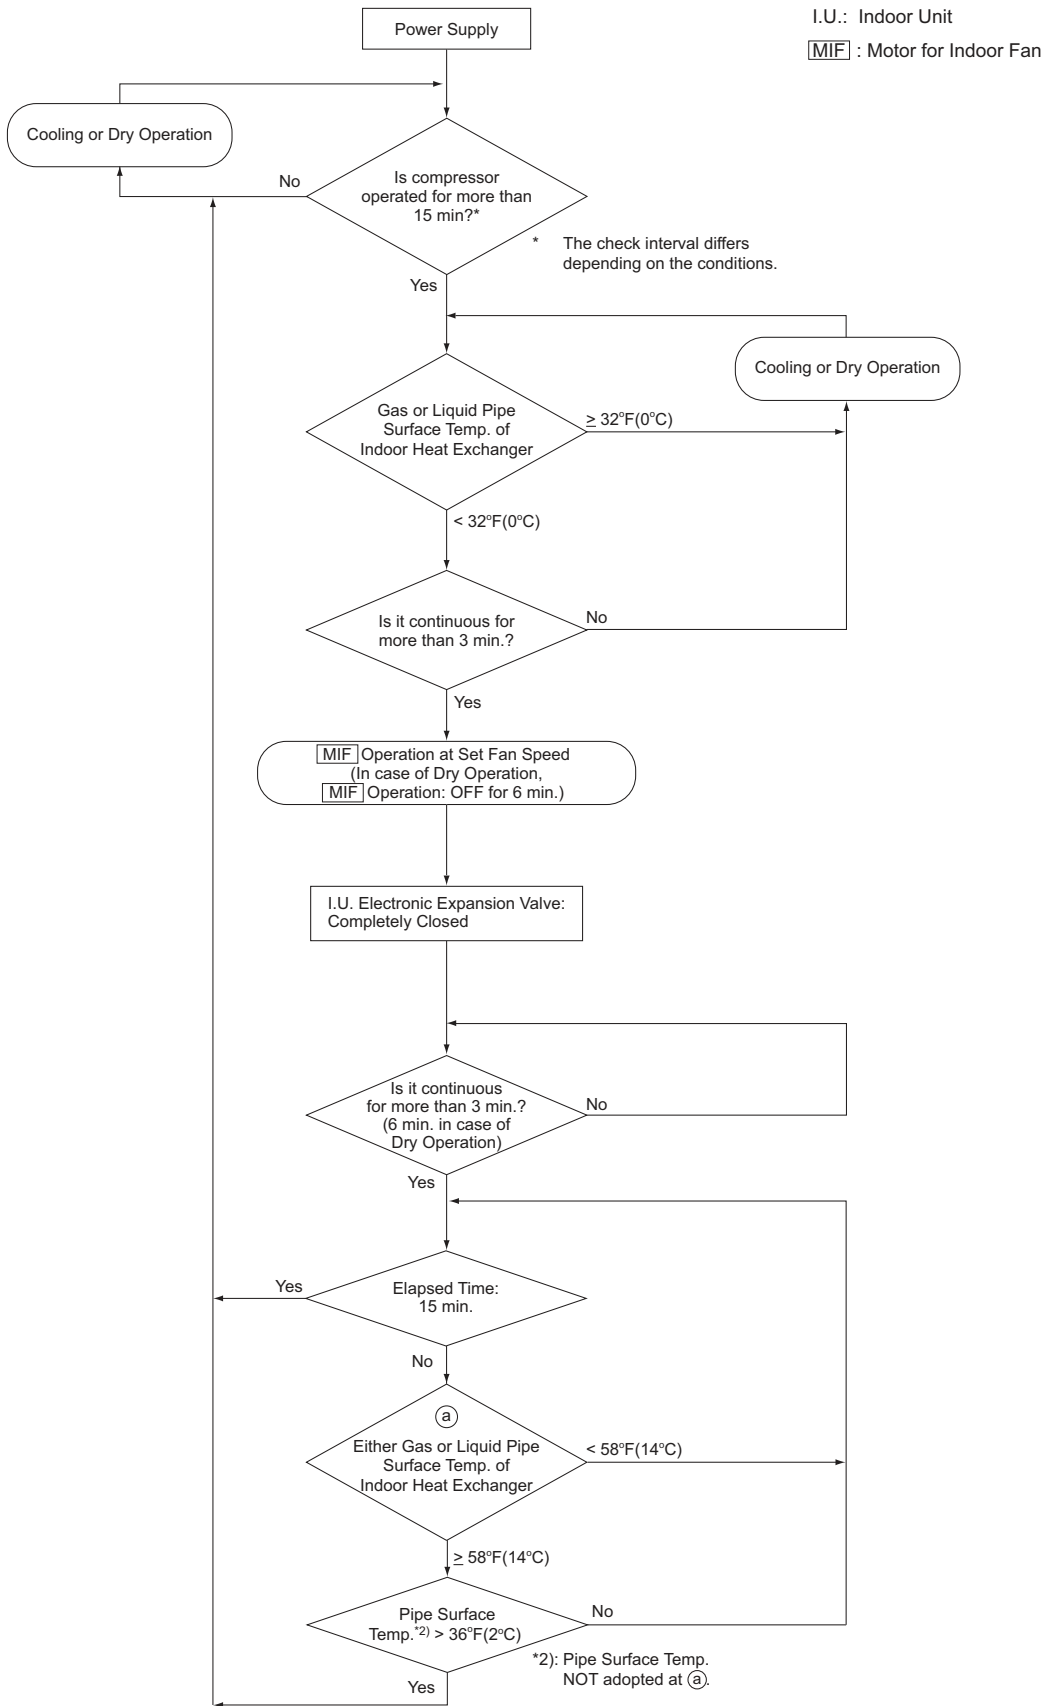 Power Supply
I.U.: Indoor Unit
MIF : Motor for Indoor Fan
Cooling or Dry Operation
No
Is compressor
operated for more than
15 min?*
* The check interval differs
depending on the conditions.
Yes
Cooling or Dry Operation
Gas or Liquid Pipe
Surface Temp. of
Indoor Heat Exchanger
≥ 32°F(0°C)
< 32°F(0°C)
Is it continuous for
more than 3 min.?
No
Yes
MIF Operation at Set Fan Speed
(In case of Dry Operation,
MIF Operation: OFF for 6 min.)
I.U. Electronic Expansion Valve:
Completely Closed
Is it continuous
for more than 3 min.?
(6 min. in case of
Dry Operation)
No
Yes
Yes
Elapsed Time:
15 min.
No
ⓐ
Either Gas or Liquid Pipe
Surface Temp. of
Indoor Heat Exchanger
< 58°F(14°C)
≥ 58°F(14°C)
Pipe Surface
Temp.*2) > 36°F(2°C)
No
*2): Pipe Surface Temp.
NOT adopted at ⓐ.
Yes